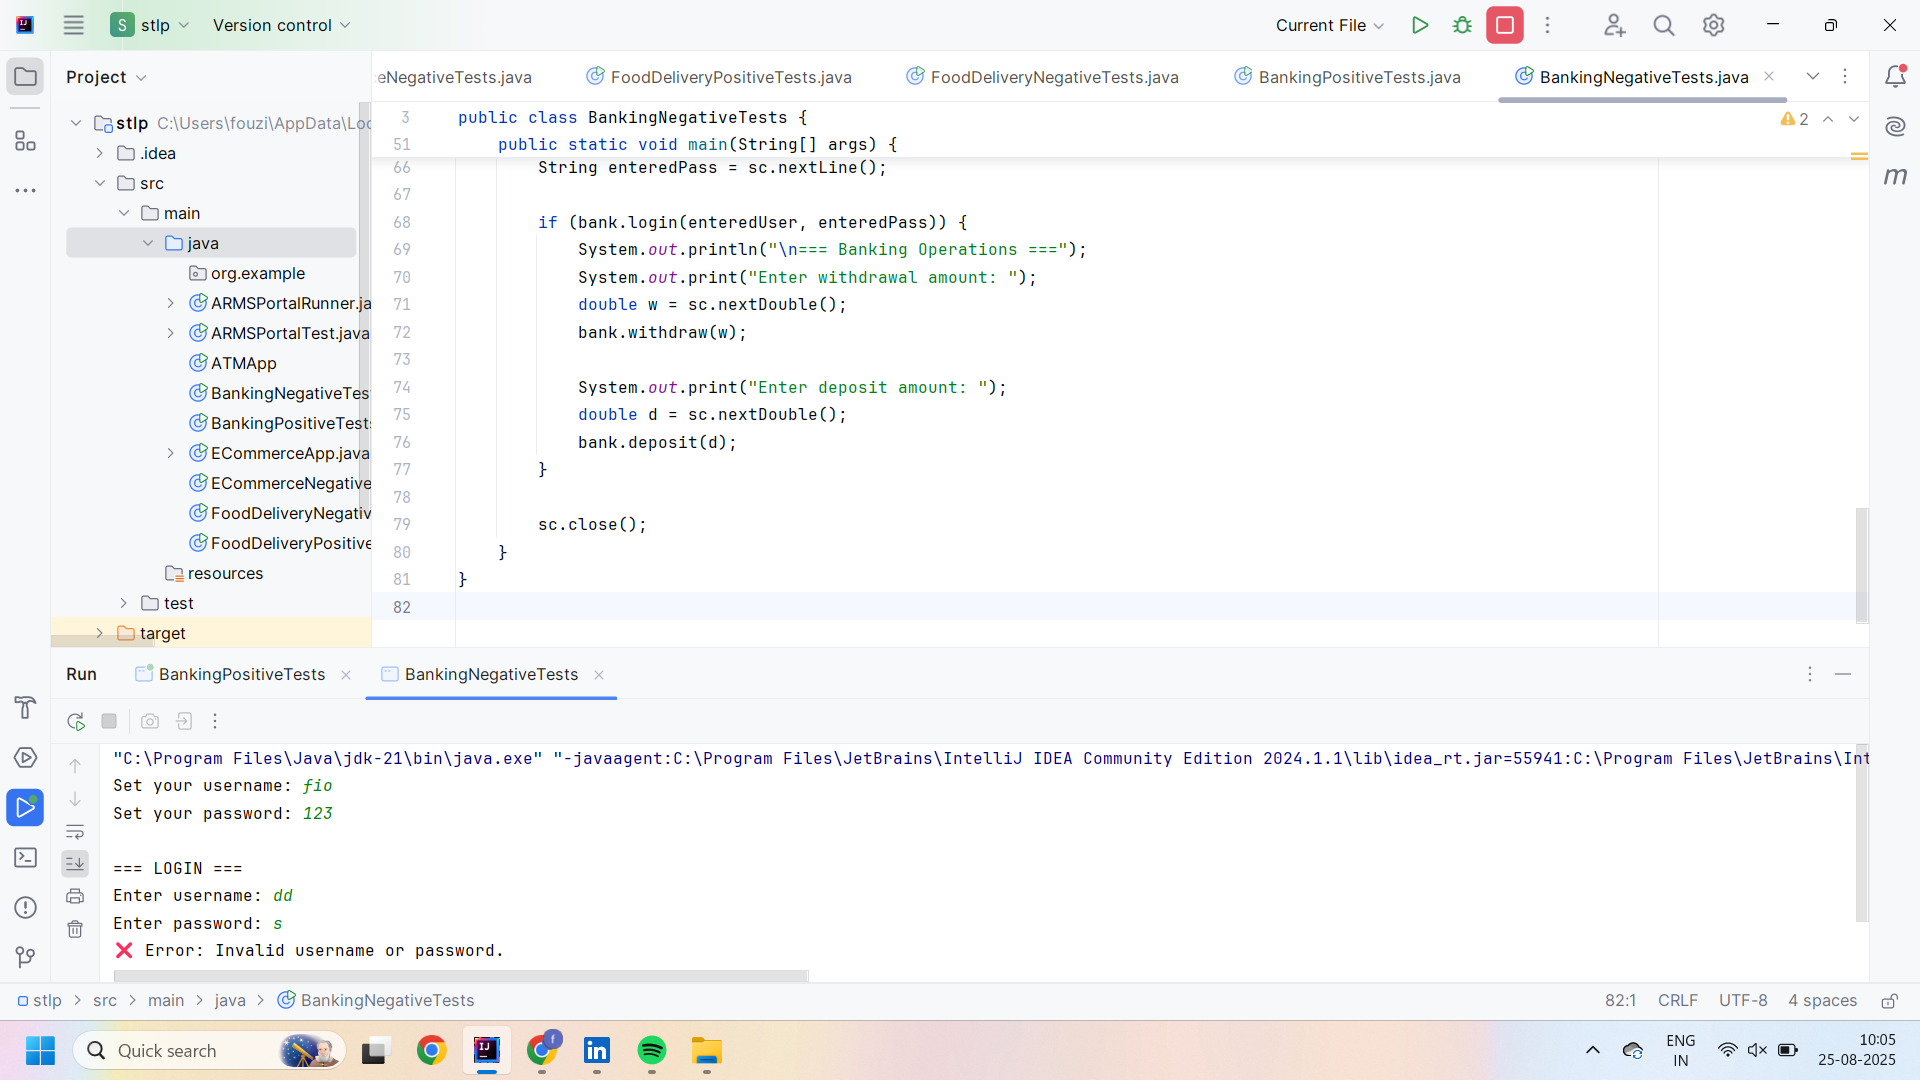 S stlp Version control Current File
Project
eNegativeTests.java FoodDeliveryPositiveTests.java FoodDeliveryNegativeTests.java BankingPositiveTests.java BankingNegativeTests.java
stlp C:\Users\fouzi\AppData\Loc
.idea
src
main
java
org.example
ARMSPortalRunner.ja
ARMSPortalTest.java
ATMApp
BankingNegativeTes
BankingPositiveTests
ECommerceApp.java
ECommerceNegative
FoodDeliveryNegativ
FoodDeliveryPositive
resources
test
target
3 public class BankingNegativeTests {
51 public static void main(String[] args) {
2
66 String enteredPass = sc.nextLine();
67
68 if (bank.login(enteredUser, enteredPass)) {
69 System.out.println("\n=== Banking Operations ===");
70 System.out.print("Enter withdrawal amount: ");
71 double w = sc.nextDouble();
72 bank.withdraw(w);
73
74 System.out.print("Enter deposit amount: ");
75 double d = sc.nextDouble();
76 bank.deposit(d);
77 }
78
79 sc.close();
80 }
81 }
82
m
Run BankingPositiveTests BankingNegativeTests
"C:\Program Files\Java\jdk-21\bin\java.exe" "-javaagent:C:\Program Files\JetBrains\IntelliJ IDEA Community Edition 2024.1.1\lib\idea_rt.jar=55941:C:\Program Files\JetBrains\Int
Set your username: fio
Set your password: 123
=== LOGIN ===
Enter username: dd
Enter password: s
❌ Error: Invalid username or password.
stlp > src > main > java > BankingNegativeTests 82:1 CRLF UTF-8 4 spaces
Quick search
ENG
IN
10:05
25-08-2025